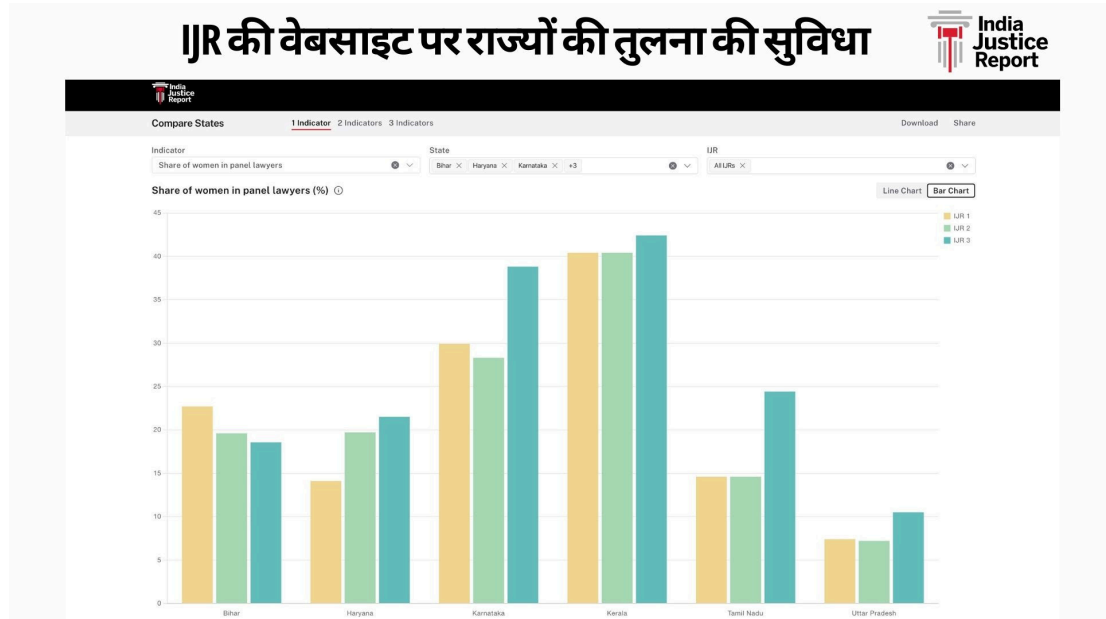 IJR की वेबसाइट पर राज्यों की तुलना की सुविधा
India
Justice
Report
India
Justice
Report
Compare States
1 Indicator 2 Indicators 3 Indicators
Download Share
Indicator
Share of women in panel lawyers
State
Bihar × Haryana × Karnataka × +3
IJR
All IJRs ×
Share of women in panel lawyers (%)
Line Chart Bar Chart
IJR 1
IJR 2
IJR 3
45
40
35
30
25
20
15
10
5
0
Bihar Haryana Karnataka Kerala Tamil Nadu Uttar Pradesh